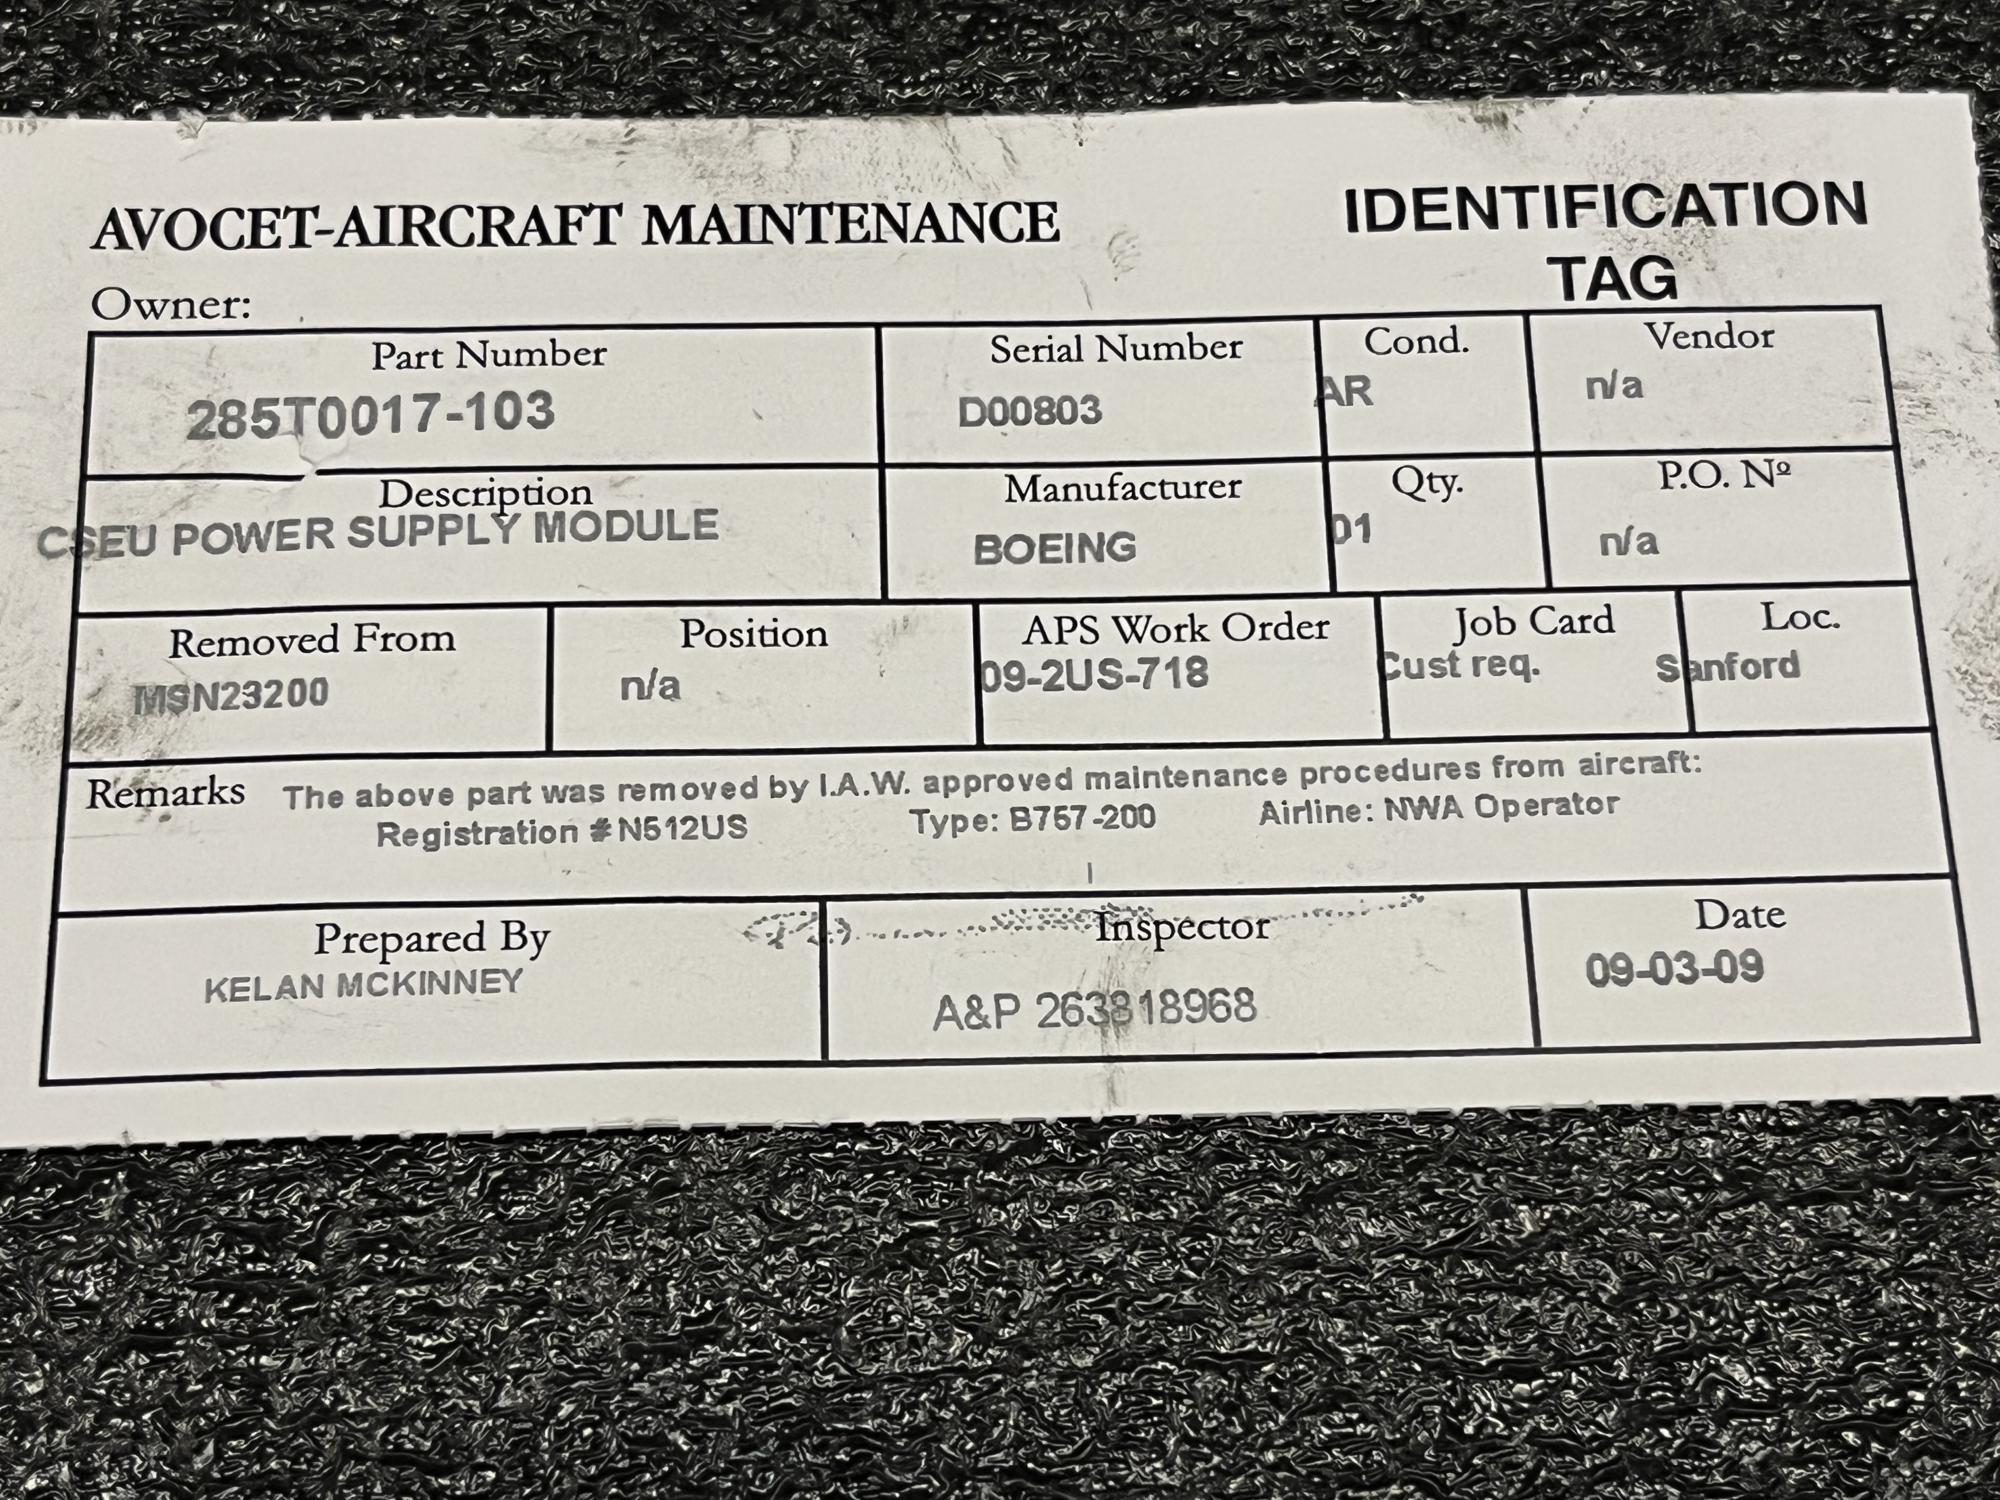 AVOCET-AIRCRAFT MAINTENANCE
IDENTIFICATION
TAG
Owner:
Part Number
285T0017-103
Serial Number
D00803
Cond.
AR
Vendor
n/a
Description
CSEU POWER SUPPLY MODULE
Manufacturer
BOEING
Qty.
01
P.O. Nº
n/a
Removed From
MSN23200
Position
n/a
APS Work Order
09-2US-718
Job Card
Cust req.
Loc.
Sanford
Remarks The above part was removed by I.A.W. approved maintenance procedures from aircraft:
Registration # N512US Type: B757-200 Airline: NWA Operator
Prepared By
KELAN MCKINNEY
Inspector
A&P 263818968
Date
09-03-09